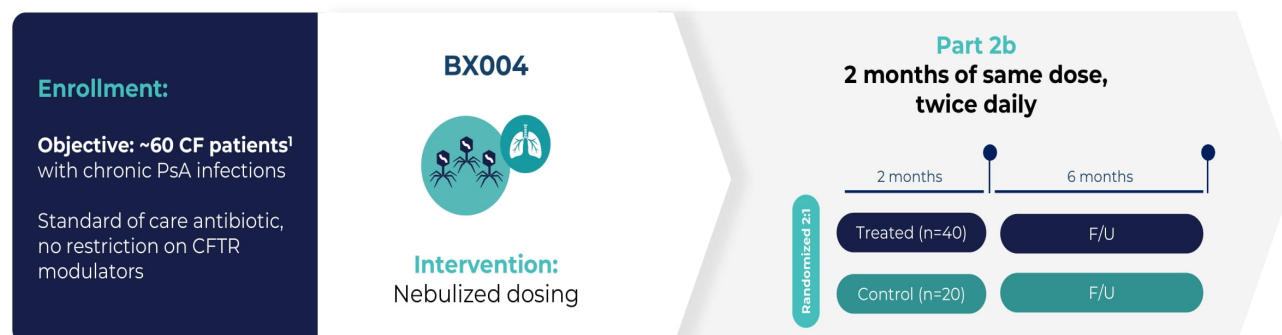 Enrollment:
Objective: ~60 CF patients¹
with chronic PsA infections
Standard of care antibiotic,
no restriction on CFTR
modulators
BX004
Intervention:
Nebulized dosing
Part 2b
2 months of same dose,
twice daily
2 months
6 months
Randomized 2:1
Treated (n=40)
F/U
Control (n=20)
F/U